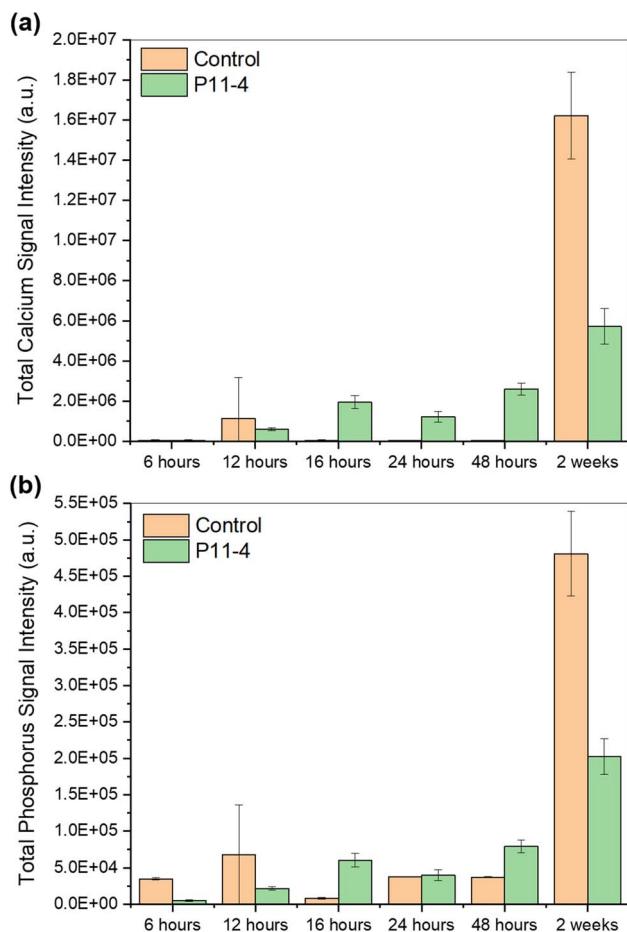 (a)
2.0E+07
1.8E+07
1.6E+07
1.4E+07
1.2E+07
1.0E+07
8.0E+06
6.0E+06
4.0E+06
2.0E+06
0.0E+00
Total Calcium Signal Intensity (a.u.)
Control
P11-4
6 hours 12 hours 16 hours 24 hours 48 hours 2 weeks
(b)
5.5E+05
5.0E+05
4.5E+05
4.0E+05
3.5E+05
3.0E+05
2.5E+05
2.0E+05
1.5E+05
1.0E+05
5.0E+04
0.0E+00
Total Phosphorus Signal Intensity (a.u.)
Control
P11-4
6 hours 12 hours 16 hours 24 hours 48 hours 2 weeks